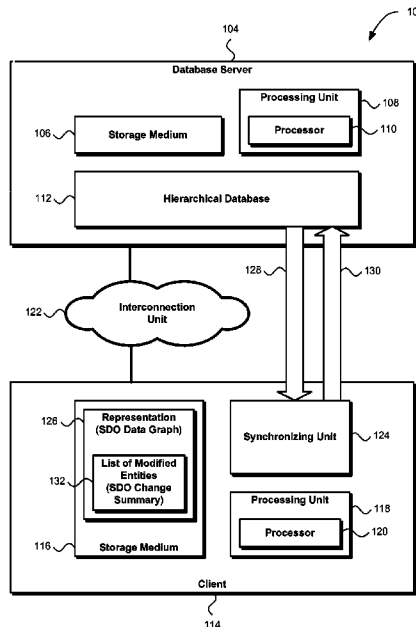 10
104
Database Server
Processing Unit
108
106
Storage Medium
Processor
110
112
Hierarchical Database
128
130
122
Interconnection
Unit
126
Representation
(SDO Data Graph)
Synchronizing Unit
124
132
List of Modified
Entities
(SDO Change
Summary)
Processing Unit
118
Processor
120
116
Storage Medium
Client
114